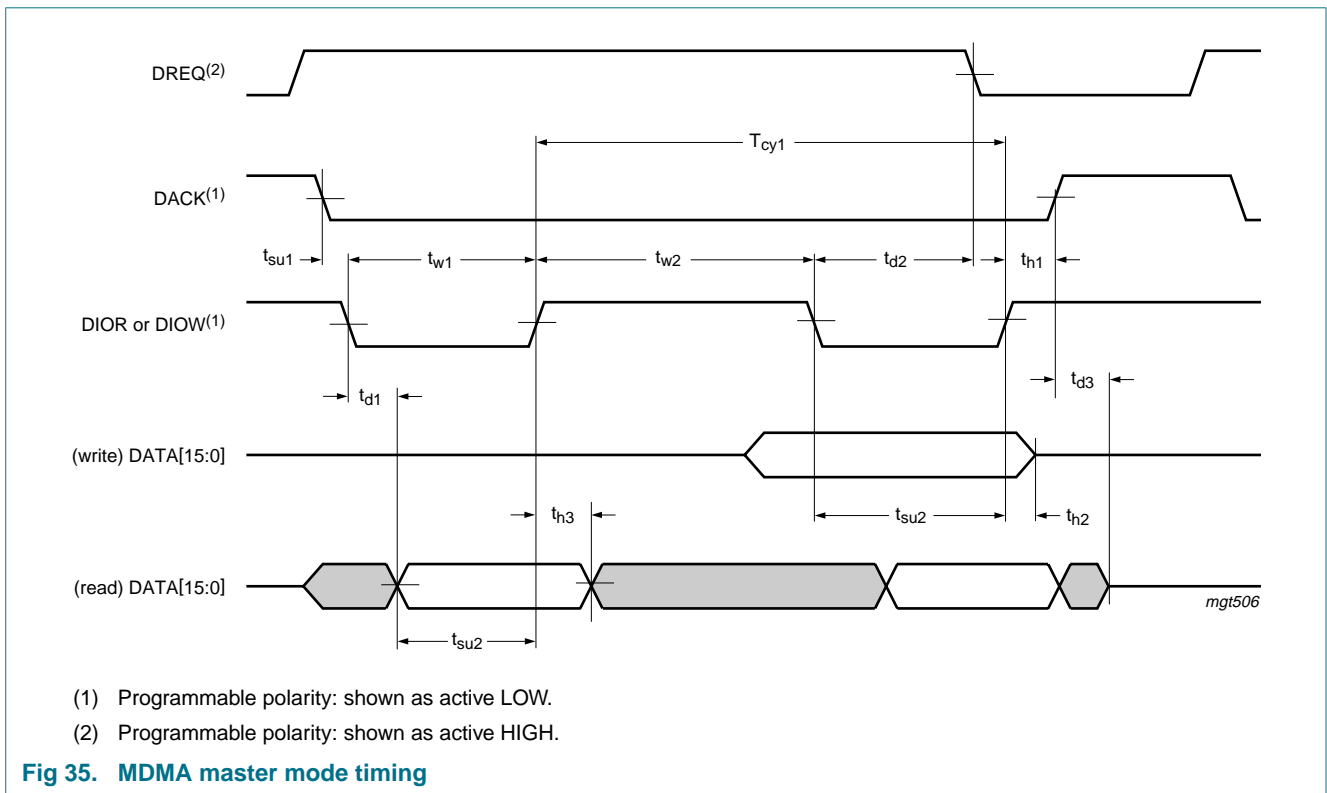 DREQ(2)
Tcy1
DACK(1)
tsu1
tw1
tw2
td2
th1
DIOR or DIOW(1)
td1
td3
(write) DATA[15:0]
th3
tsu2
th2
(read) DATA[15:0]
mgt506
tsu2
(1) Programmable polarity: shown as active LOW.
(2) Programmable polarity: shown as active HIGH.
Fig 35. MDMA master mode timing